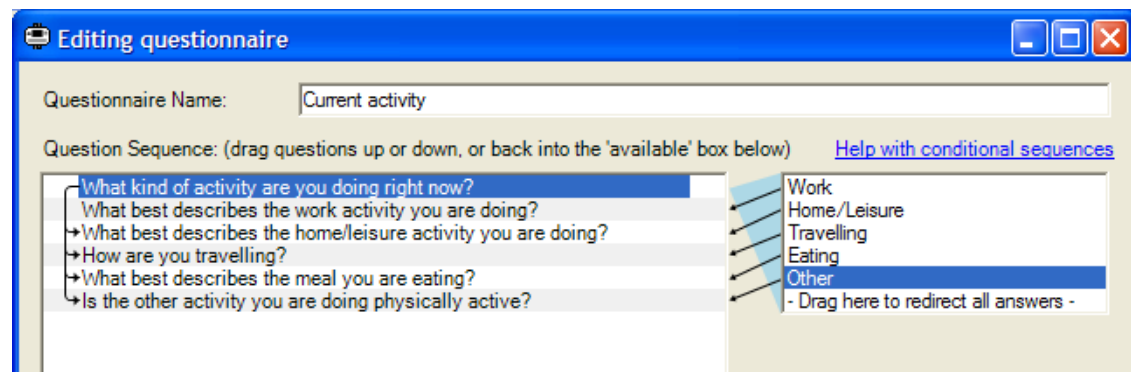 Editing questionnaire
Questionnaire Name: Current activity
Question Sequence: (drag questions up or down, or back into the 'available' box below) Help with conditional sequences
What kind of activity are you doing right now?
What best describes the work activity you are doing?
What best describes the home/leisure activity you are doing?
How are you travelling?
What best describes the meal you are eating?
Is the other activity you are doing physically active?
Work
Home/Leisure
Travelling
Eating
Other
- Drag here to redirect all answers -